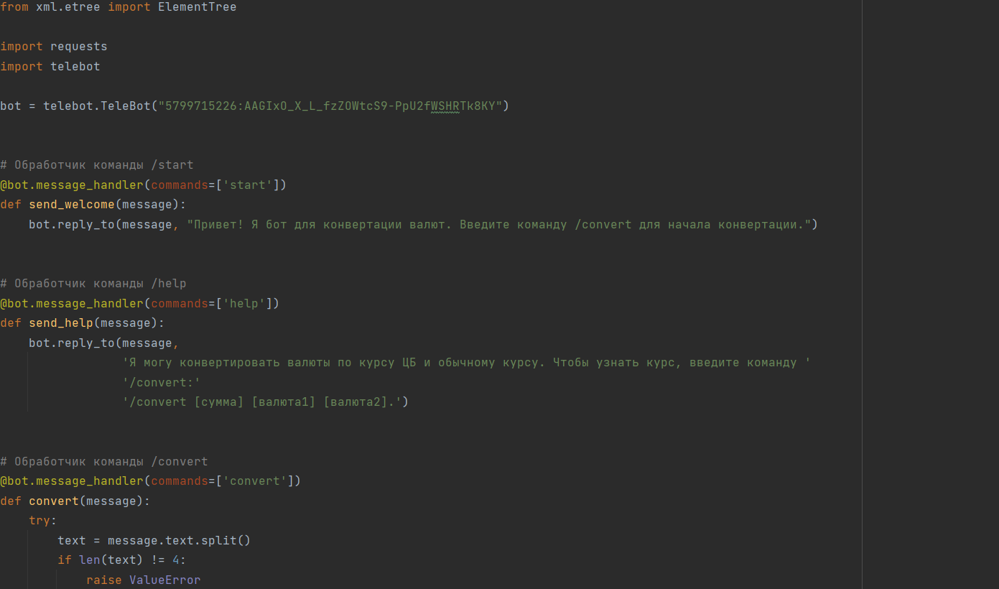 from xml.etree import ElementTree
import requests
import telebot
bot = telebot.TeleBot("5799715226:AAGIxO_X_L_fzZOWtcS9-PpU2fWSHRTk8KY")
# Обработчик команды /start
@bot.message_handler(commands=['start'])
def send_welcome(message):
bot.reply_to(message, "Привет! Я бот для конвертации валют. Введите команду /convert для начала конвертации.")
# Обработчик команды /help
@bot.message_handler(commands=['help'])
def send_help(message):
bot.reply_to(message,
'Я могу конвертировать валюты по курсу ЦБ и обычному курсу. Чтобы узнать курс, введите команду '
'/convert:'
'/convert [сумма] [валюта1] [валюта2].')
# Обработчик команды /convert
@bot.message_handler(commands=['convert'])
def convert(message):
try:
text = message.text.split()
if len(text) != 4:
raise ValueError